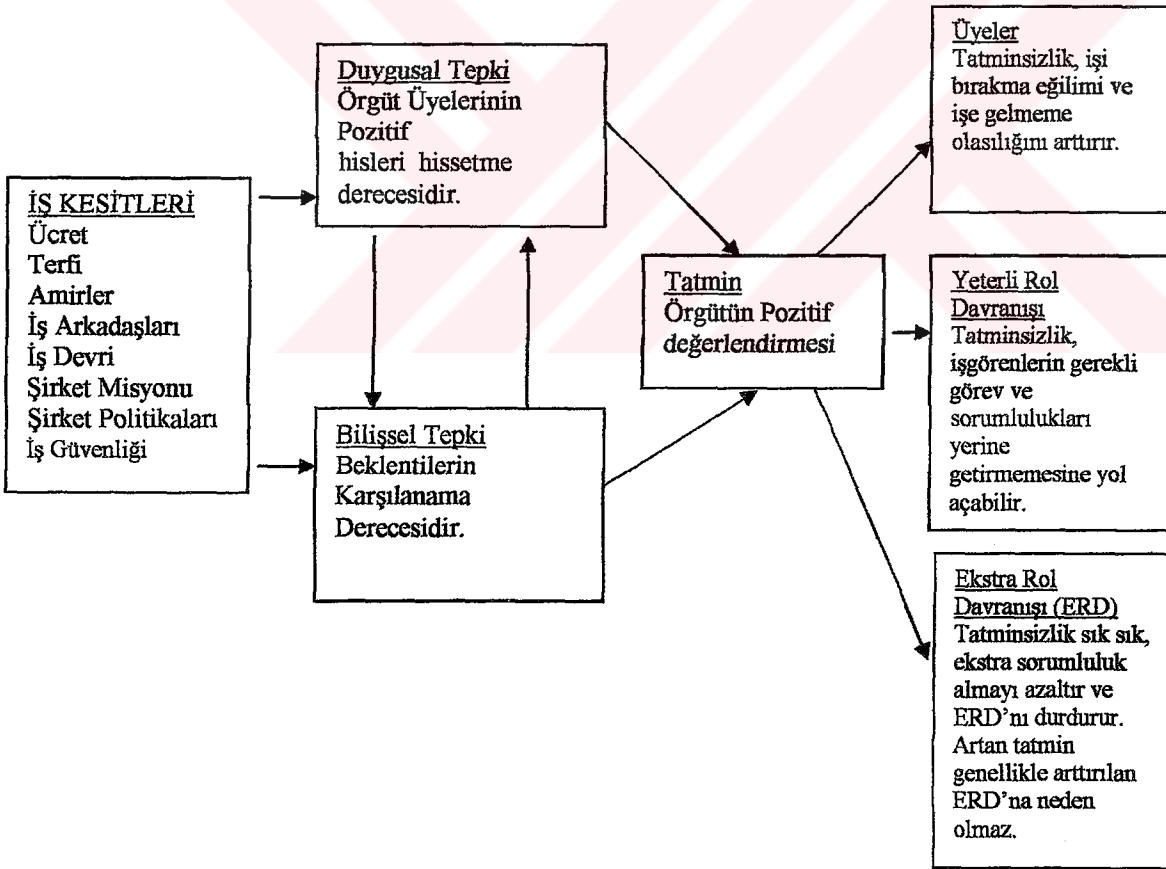 İŞ KESİTLERİ
Ücret
Terfi
Amirler
İş Arkadaşları
İş Devri
Şirket Misyonu
Şirket Politikaları
İş Güvenliği
Duygusal Tepki
Örgüt Üyelerinin
Pozitif
hisleri hissetme
derecesidir.
Bilişsel Tepki
Beklentilerin
Karşılanama
Derecesidir.
Tatmin
Örgütün Pozitif
değerlendirmesi
Üyeler
Tatminsizlik, işi
bırakma eğilimi ve
işe gelmeme
olasılığını arttırır.
Yeterli Rol
Davranışı
Tatminsizlik,
işgörenlerin gerekli
görev ve
sorumlulukları
yerine
getirmemesine yol
açabilir.
Ekstra Rol
Davranışı (ERD)
Tatminsizlik sık sık,
ekstra sorumluluk
almayı azaltır ve
ERD'nı durdurur.
Artan tatmin
genellikle arttırılan
ERD'na neden
olmaz.